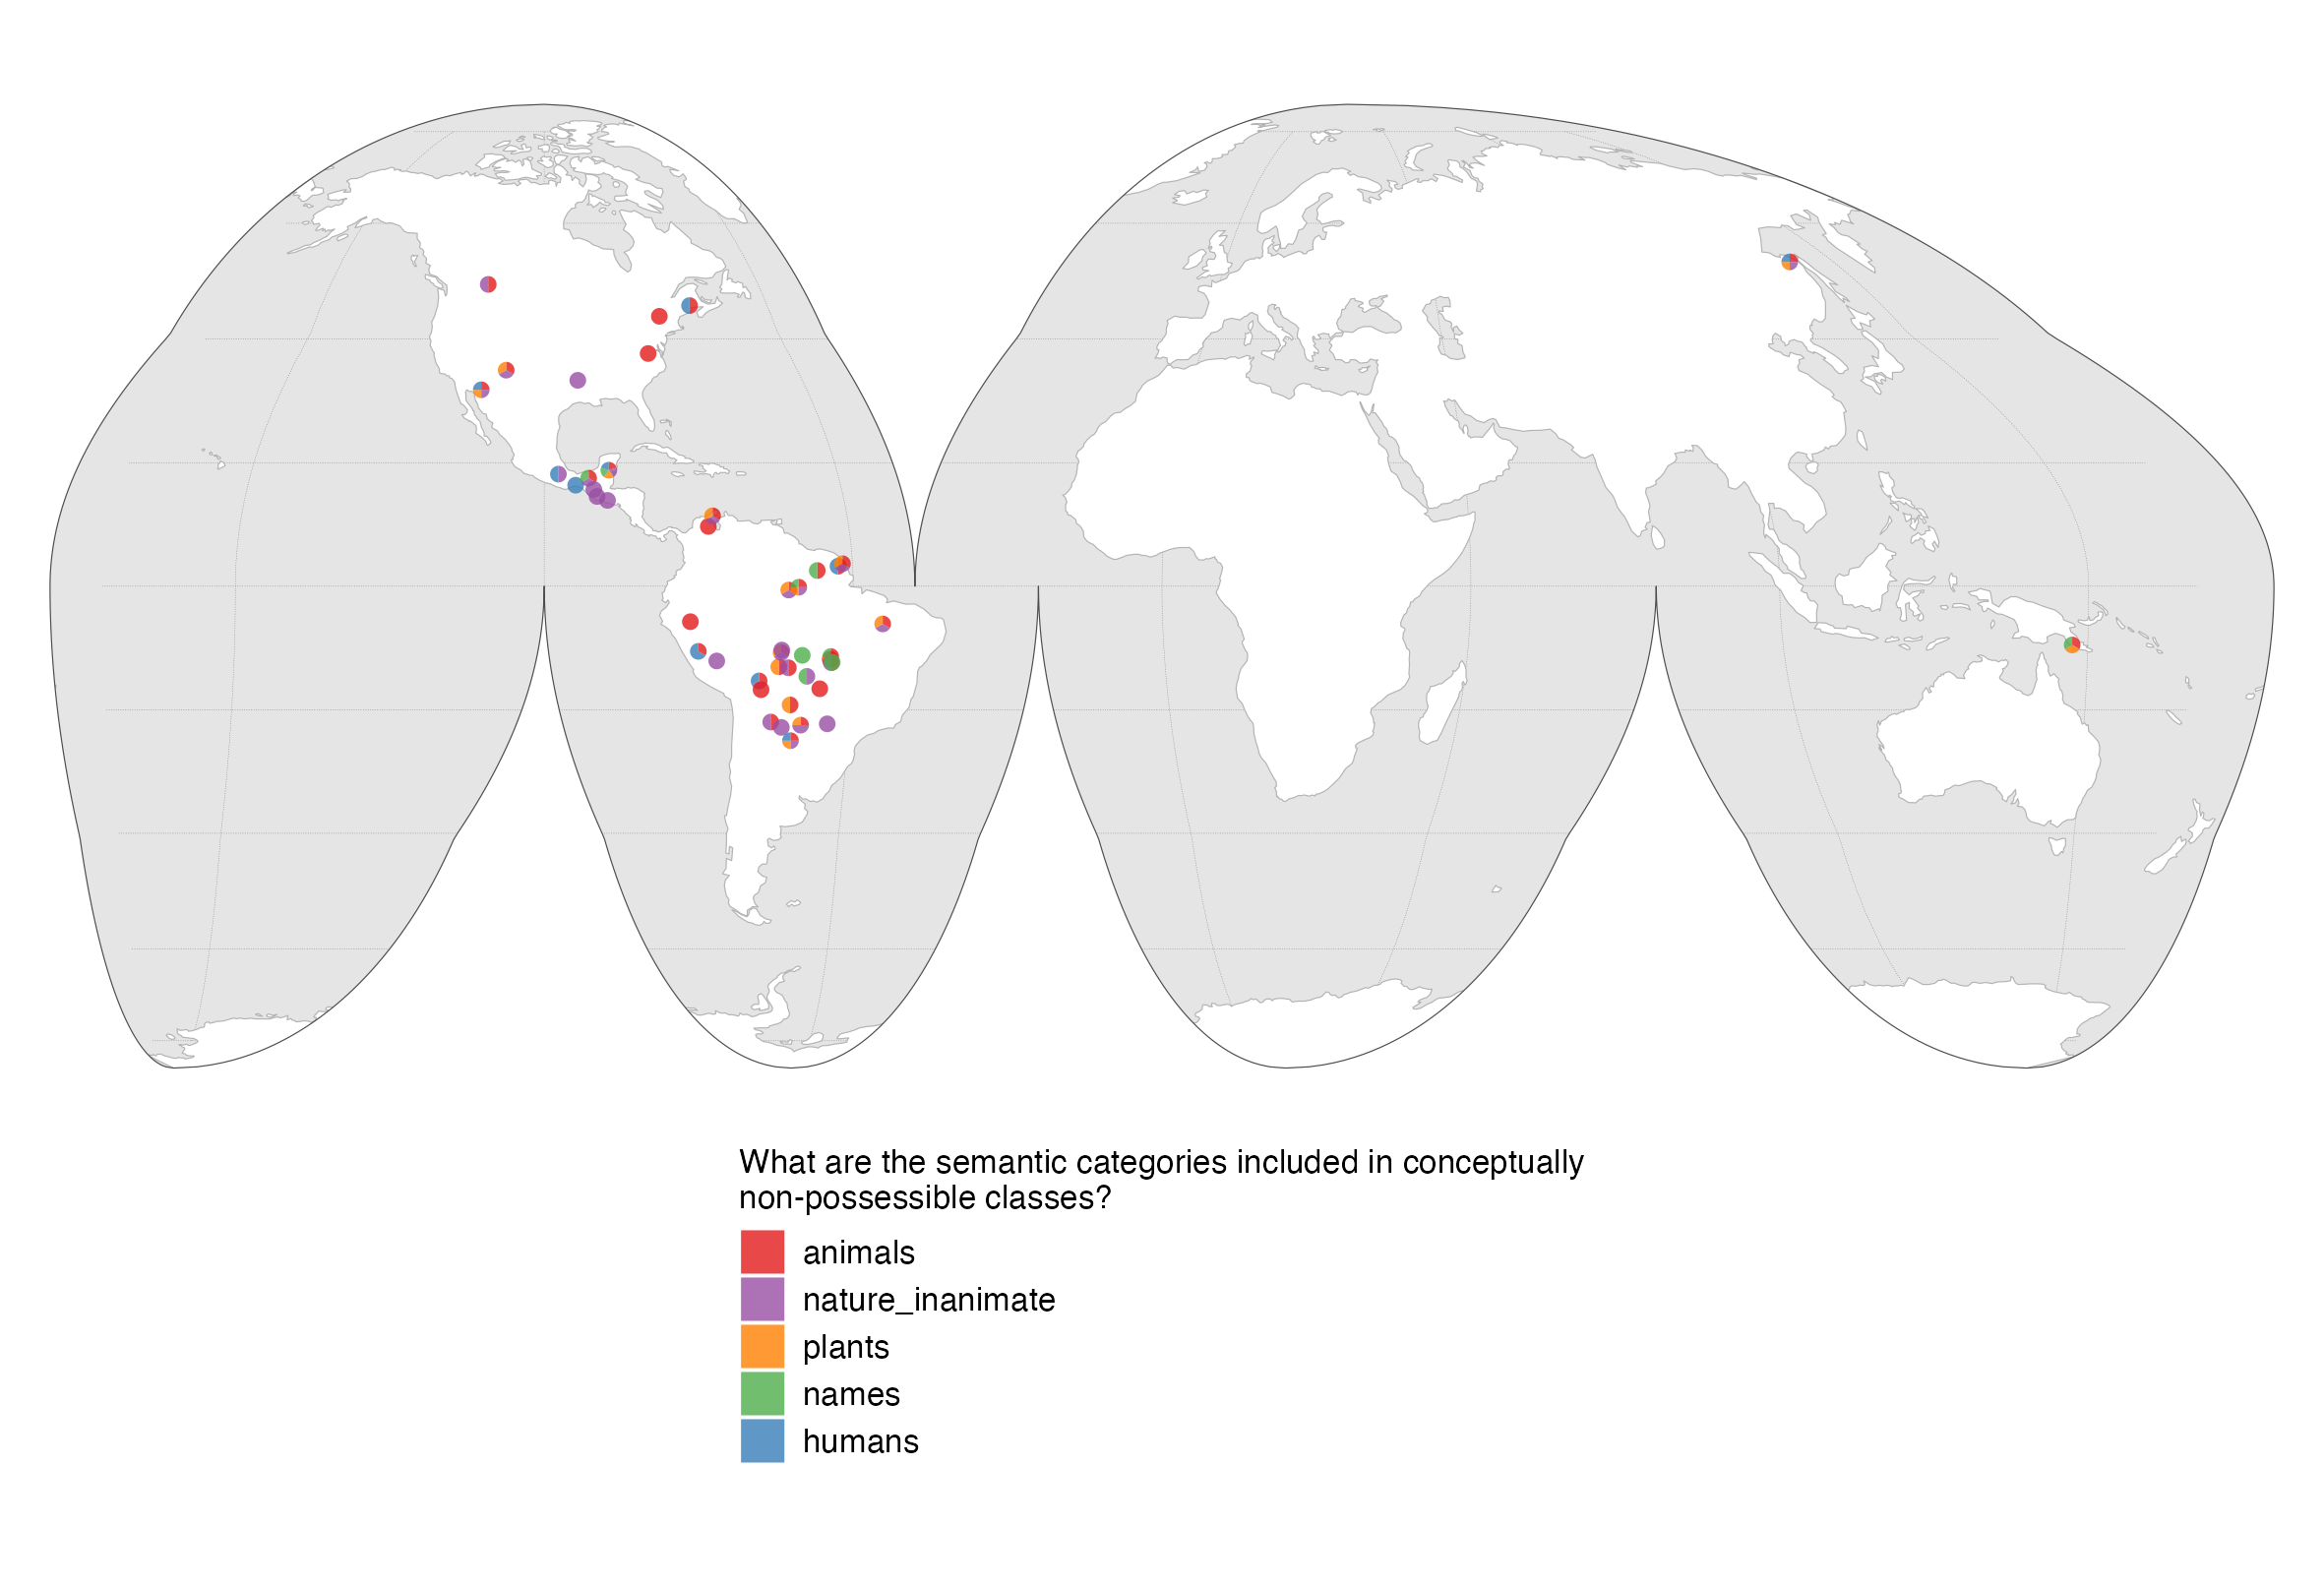 What are the semantic categories included in conceptually
non-possessible classes?
animals
nature_inanimate
plants
names
humans